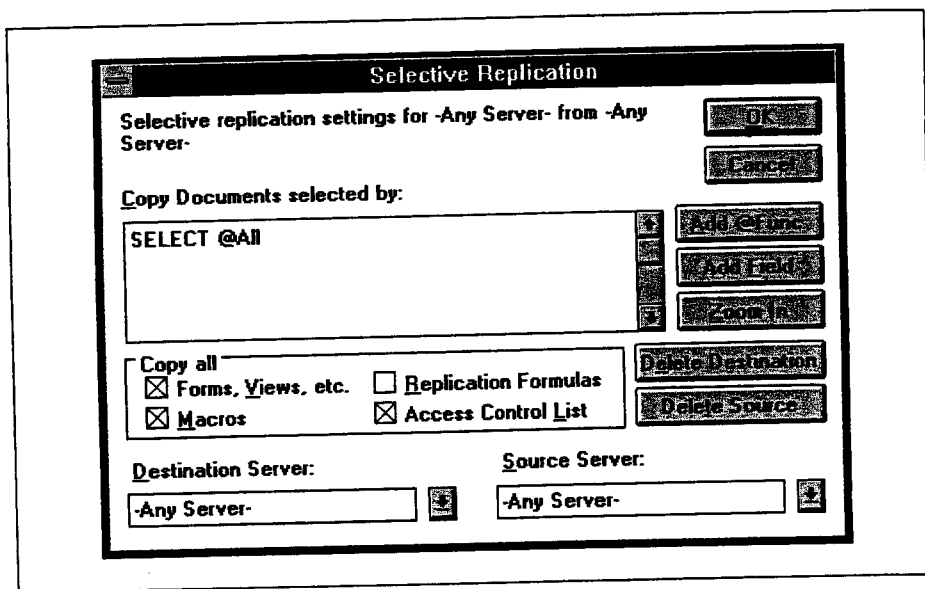 Selective Replication
Selective replication settings for -Any Server- from -Any
Server-
OK
Cancel
Copy Documents selected by:
SELECT @All
Add @Func
Add Field
Zoom In
Copy all
Forms, Views, etc.
Replication Formulas
Macros
Access Control List
Delete Destination
Delete Source
Destination Server:
Source Server:
-Any Server-
-Any Server-